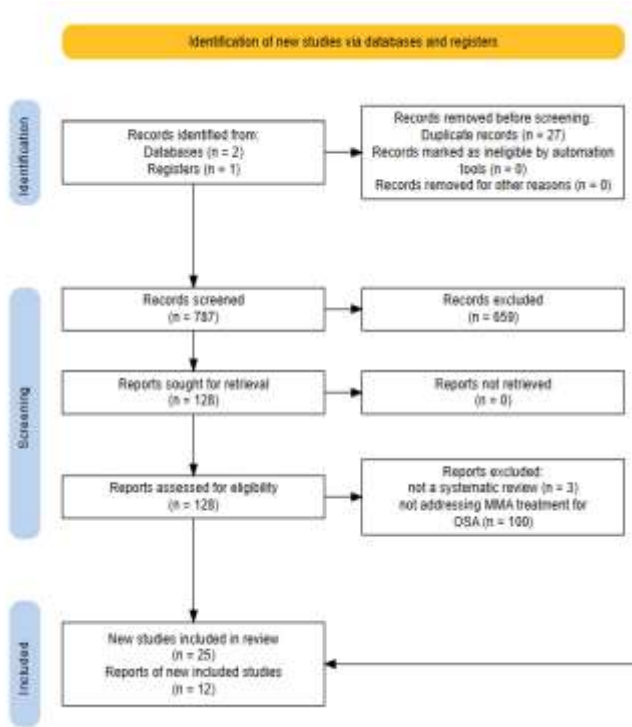 Identification of new studies via databases and registers
Identification
Records identified from:
Databases (n = 2)
Registers (n = 1)
Records removed before screening:
Duplicate records (n = 27)
Records marked as ineligible by automation
tools (n = 0)
Records removed for other reasons (n = 0)
Screening
Records screened
(n = 787)
Records excluded
(n = 659)
Reports sought for retrieval
(n = 128)
Reports not retrieved
(n = 0)
Reports assessed for eligibility
(n = 128)
Reports excluded:
not a systematic review (n = 3)
not addressing MMA treatment for
OSA (n = 100)
Included
New studies included in review
(n = 25)
Reports of new included studies
(n = 12)